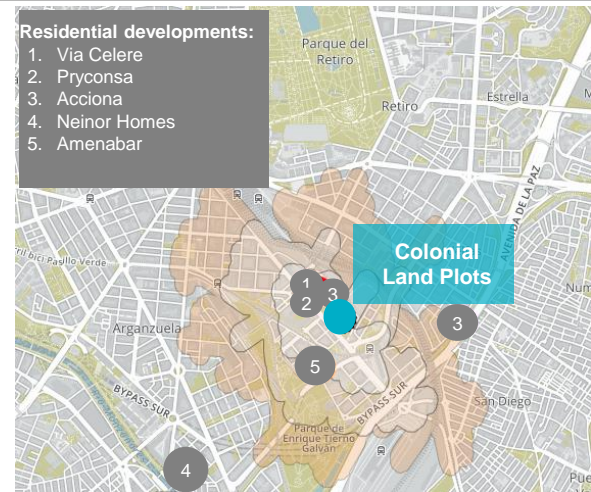 Residential developments:
1. Via Celere
2. Pryconsa
3. Acciona
4. Neinor Homes
5. Amenabar
Parque del
Retiro
Retiro
Estrella
AVENIDA DE LA PAZ
Colonial
Land Plots
Pasillo Verde
1
2
3
3
Arganzuela
BYPASS SUR
5
BYPASS SUR
San Diego
Parque de
Enrique Tierno
Galván
4